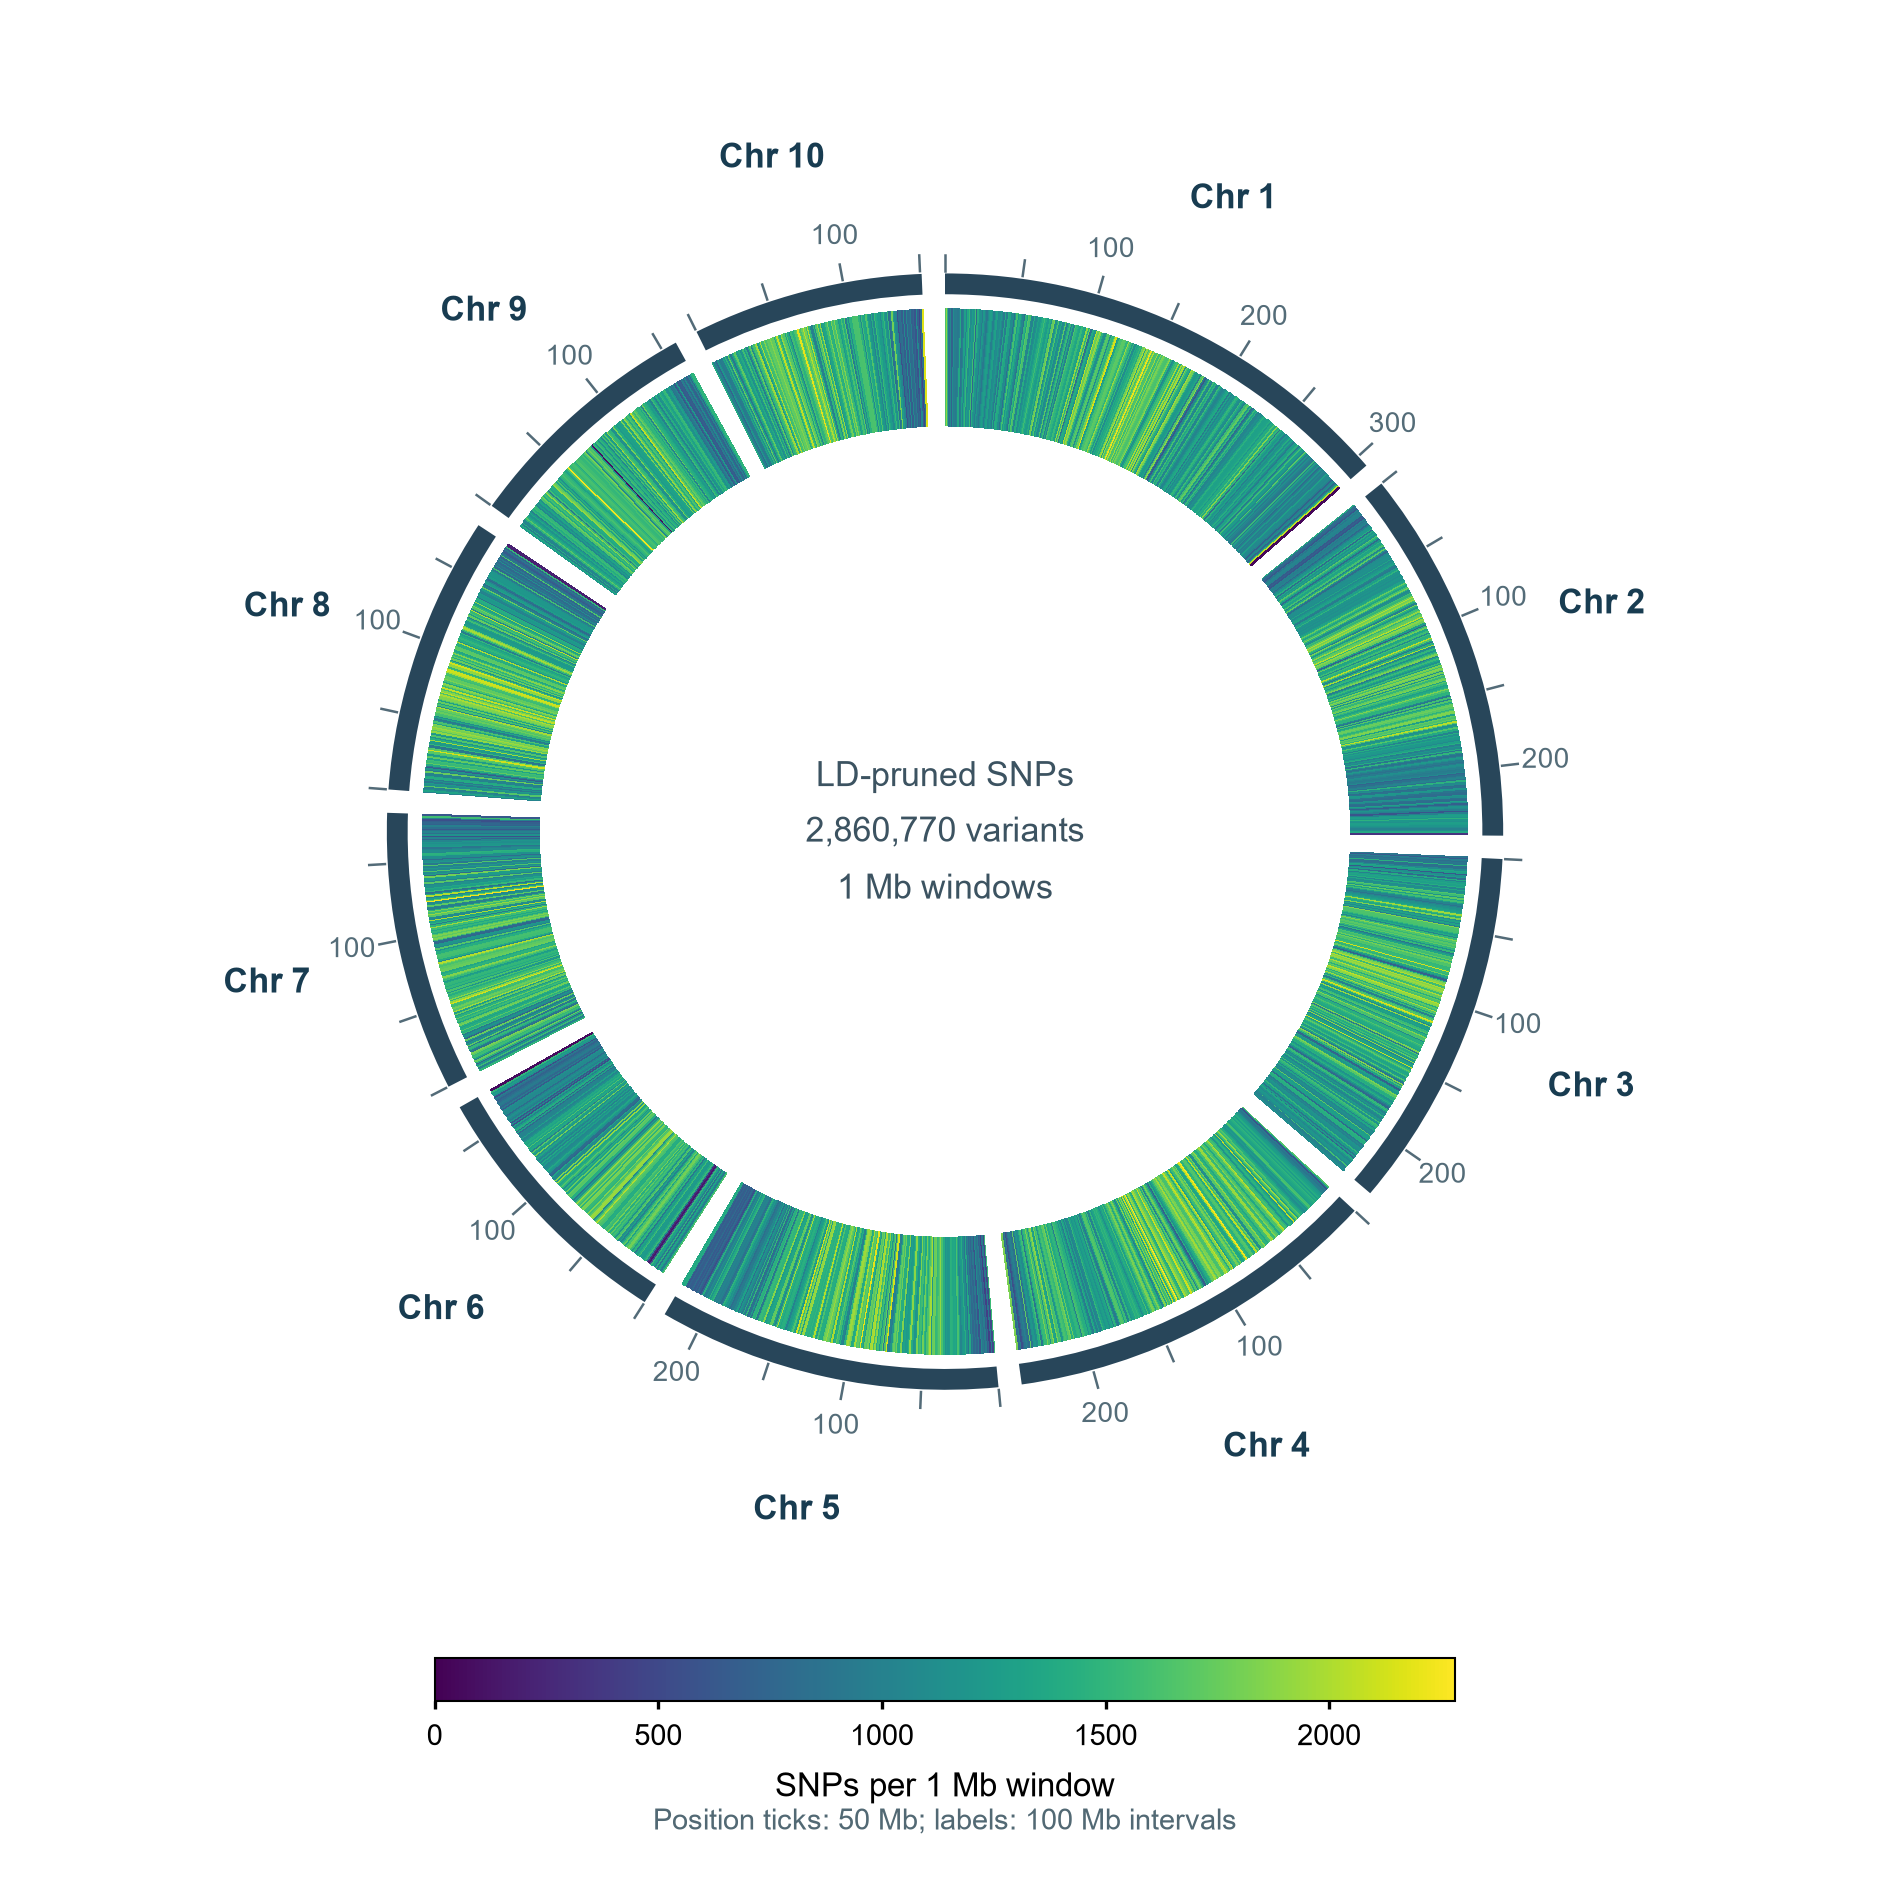 Chr 10
Chr 1
100
100
Chr 9
200
100
300
Chr 8
100
100
Chr 2
200
LD-pruned SNPs
2,860,770 variants
1 Mb windows
100
Chr 7
100
Chr 3
200
100
Chr 6
100
200
200
100
Chr 4
Chr 5
0
500
1000
1500
2000
SNPs per 1 Mb window
Position ticks: 50 Mb; labels: 100 Mb intervals